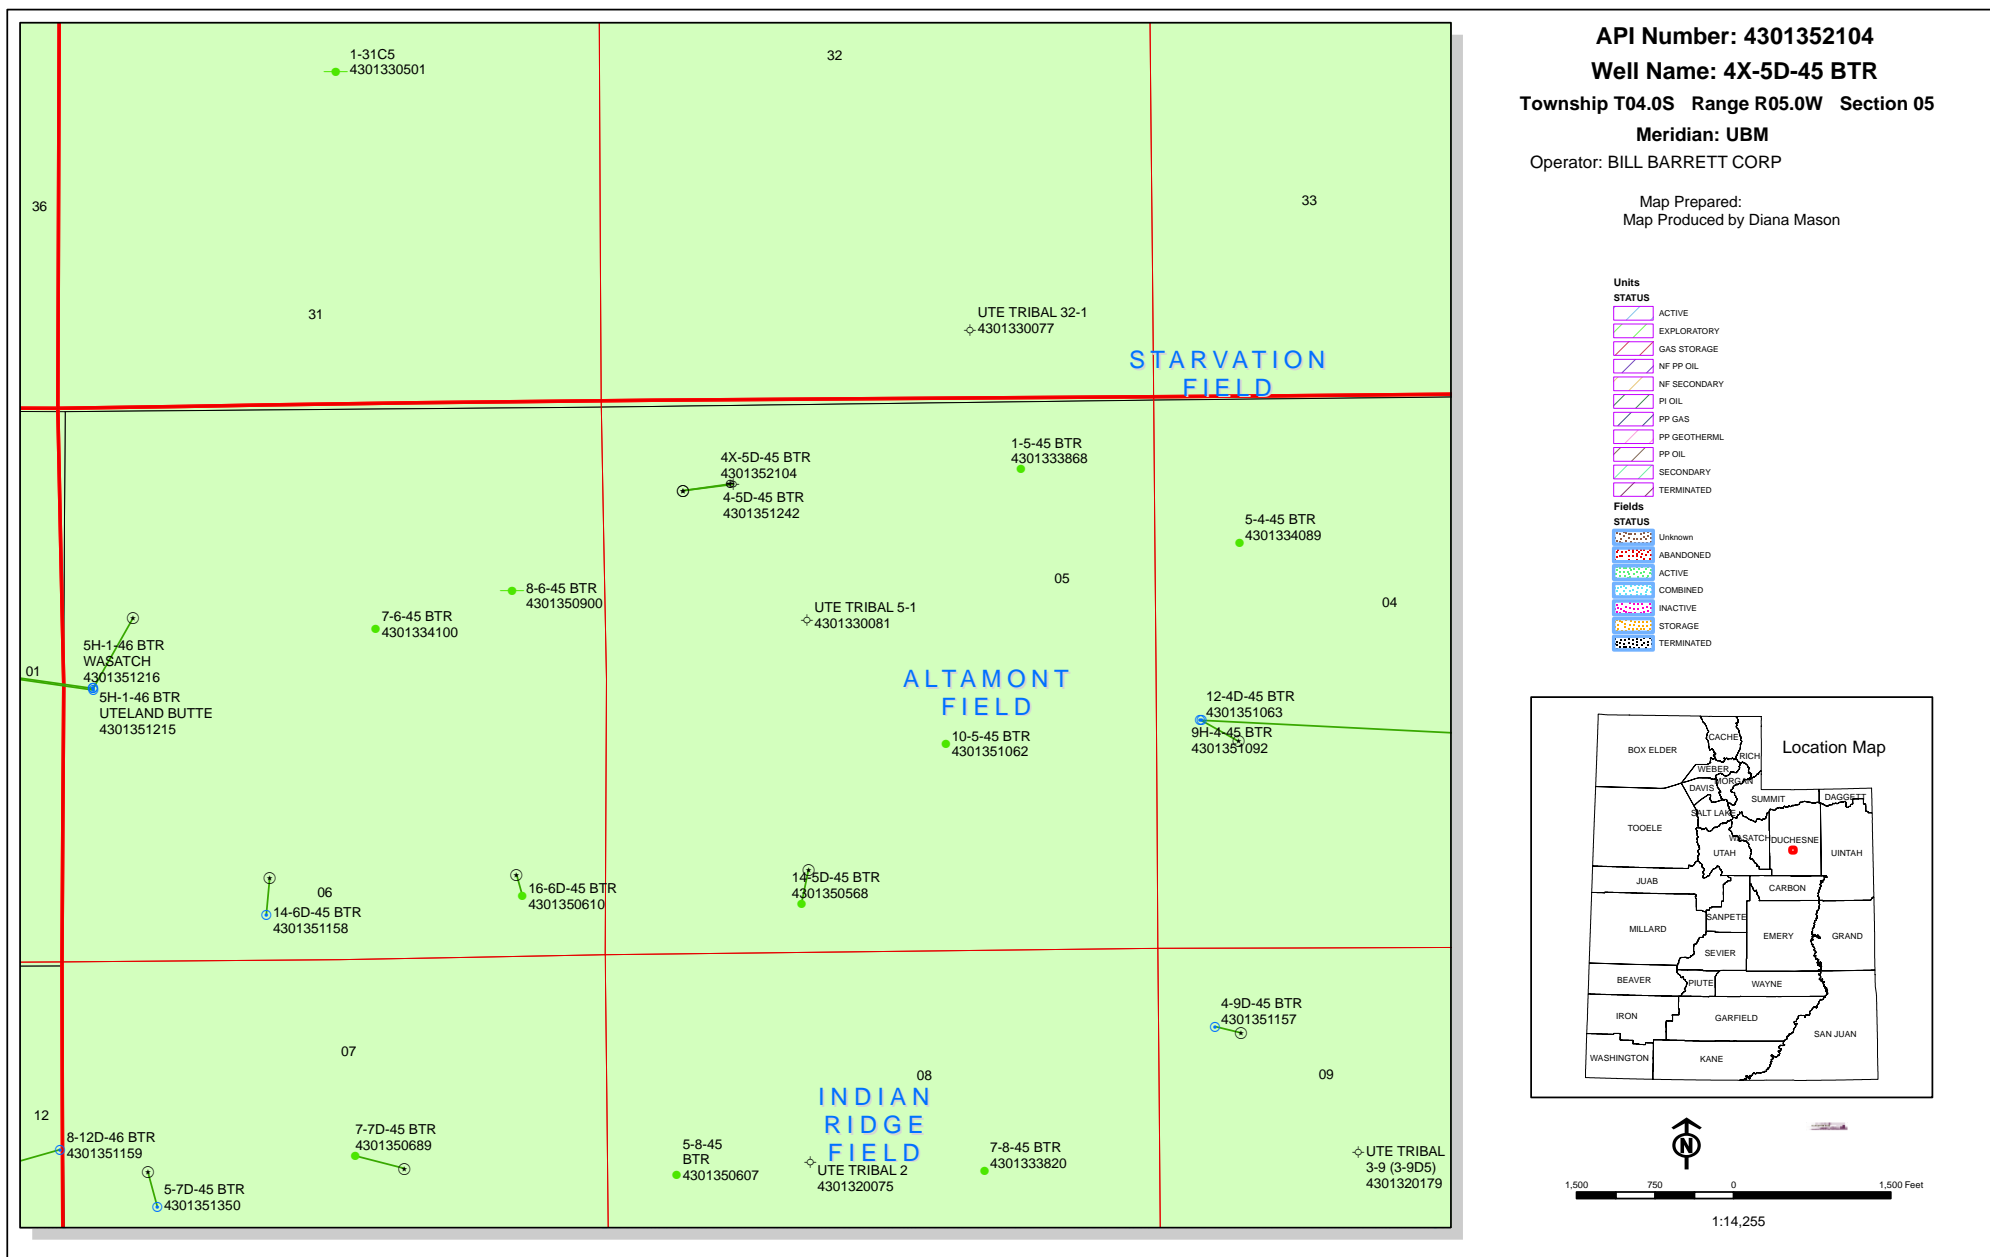 API Number: 4301352104
Well Name: 4X-5D-45 BTR
Township T04.0S Range R05.0W Section 05
Meridian: UBM
Operator: BILL BARRETT CORP
Map Prepared:
Map Produced by Diana Mason
1-31C5
4301330501
32
36
33
31
UTE TRIBAL 32-1
4301330077
STARVATION
FIELD
4X-5D-45 BTR
4301352104
4-5D-45 BTR
4301351242
1-5-45 BTR
4301333868
5-4-45 BTR
4301334089
05
04
8-6-45 BTR
4301350900
7-6-45 BTR
4301334100
UTE TRIBAL 5-1
4301330081
5H-1-46 BTR
WASATCH
4301351216
01
5H-1-46 BTR
UTELAND BUTTE
4301351215
ALTAMONT
FIELD
12-4D-45 BTR
4301351063
9H-4-45 BTR
4301351092
10-5-45 BTR
4301351062
06
14-6D-45 BTR
4301351158
16-6D-45 BTR
4301350610
14-5D-45 BTR
4301350568
4-9D-45 BTR
4301351157
07
08
09
INDIAN
RIDGE
FIELD
12
8-12D-46 BTR
4301351159
7-7D-45 BTR
4301350689
5-7D-45 BTR
4301351350
5-8-45
BTR
4301350607
UTE TRIBAL 2
4301320075
7-8-45 BTR
4301333820
UTE TRIBAL
3-9 (3-9D5)
4301320179
Units
STATUS
ACTIVE
EXPLORATORY
GAS STORAGE
NF PP OIL
NF SECONDARY
PI OIL
PP GAS
PP GEOTHERML
PP OIL
SECONDARY
TERMINATED
Fields
STATUS
Unknown
ABANDONED
ACTIVE
COMBINED
INACTIVE
STORAGE
TERMINATED
Location Map
BOX ELDER
CACHE
RICH
WEBER
MORGAN
DAVIS
SUMMIT
DAGGETT
SALT LAKE
TOOELE
WASATCH
DUCHESNE
UTAH
UINTAH
JUAB
CARBON
SANPETE
MILLARD
EMERY
GRAND
SEVIER
BEAVER
PIUTE
WAYNE
IRON
GARFIELD
SAN JUAN
WASHINGTON
KANE
N
1,500 750 0 1,500 Feet
1:14,255